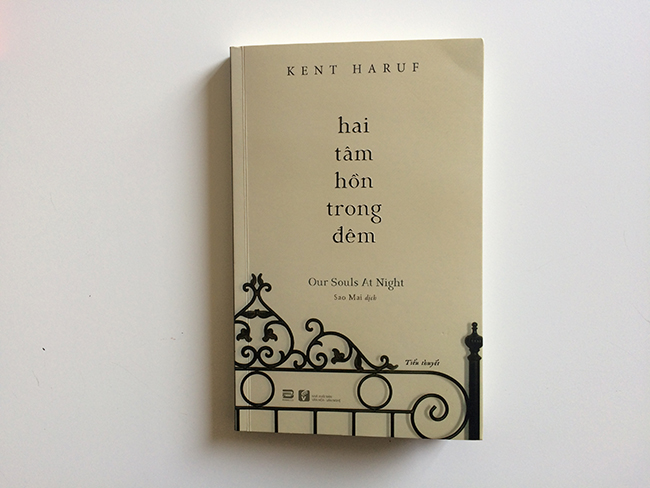 KENT HARUF
hai
tâm
hồn
trong
đêm
Our Souls At Night
Sao Mai dịch
Tiểu thuyết